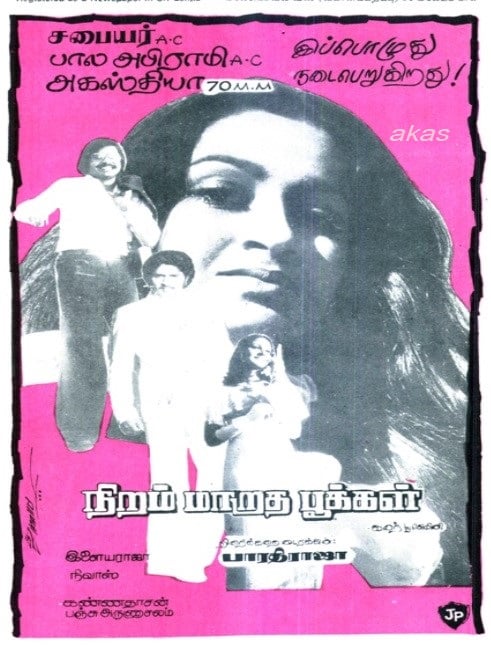 சபையர் A-C
பால அபிராமி A-C
அகஸ்தியா 70 M.M
இப்பொழுது
நடைபெறுகிறது!
akas
நிறம் மாறாத பூக்கள்
பாரதிராஜா
இளையராஜா
நிவாஸ்
கண்ணதாசன்
பஞ்சு அருணாசலம்
JP